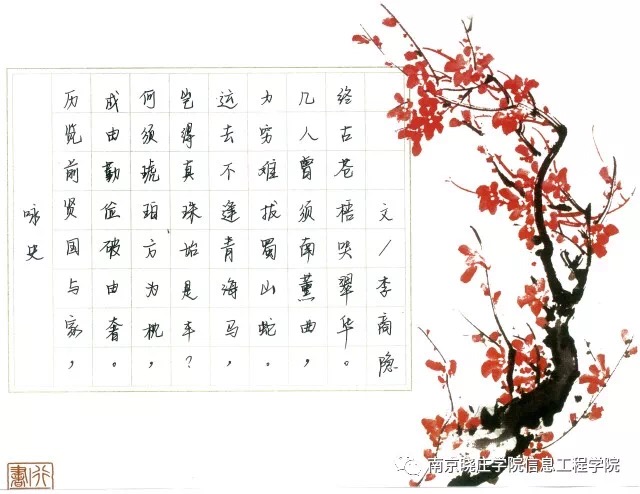 咏史
历览前贤国与家，
成由勤俭破由奢。
何须琥珀方为枕，
岂得真珠始是车？
运去不逢青海马，
力穷难拔蜀山蛇。
几人曾须南薰曲，
终古苍梧哭翠华。
文/李商隐
行書
南京晓庄学院信息工程学院